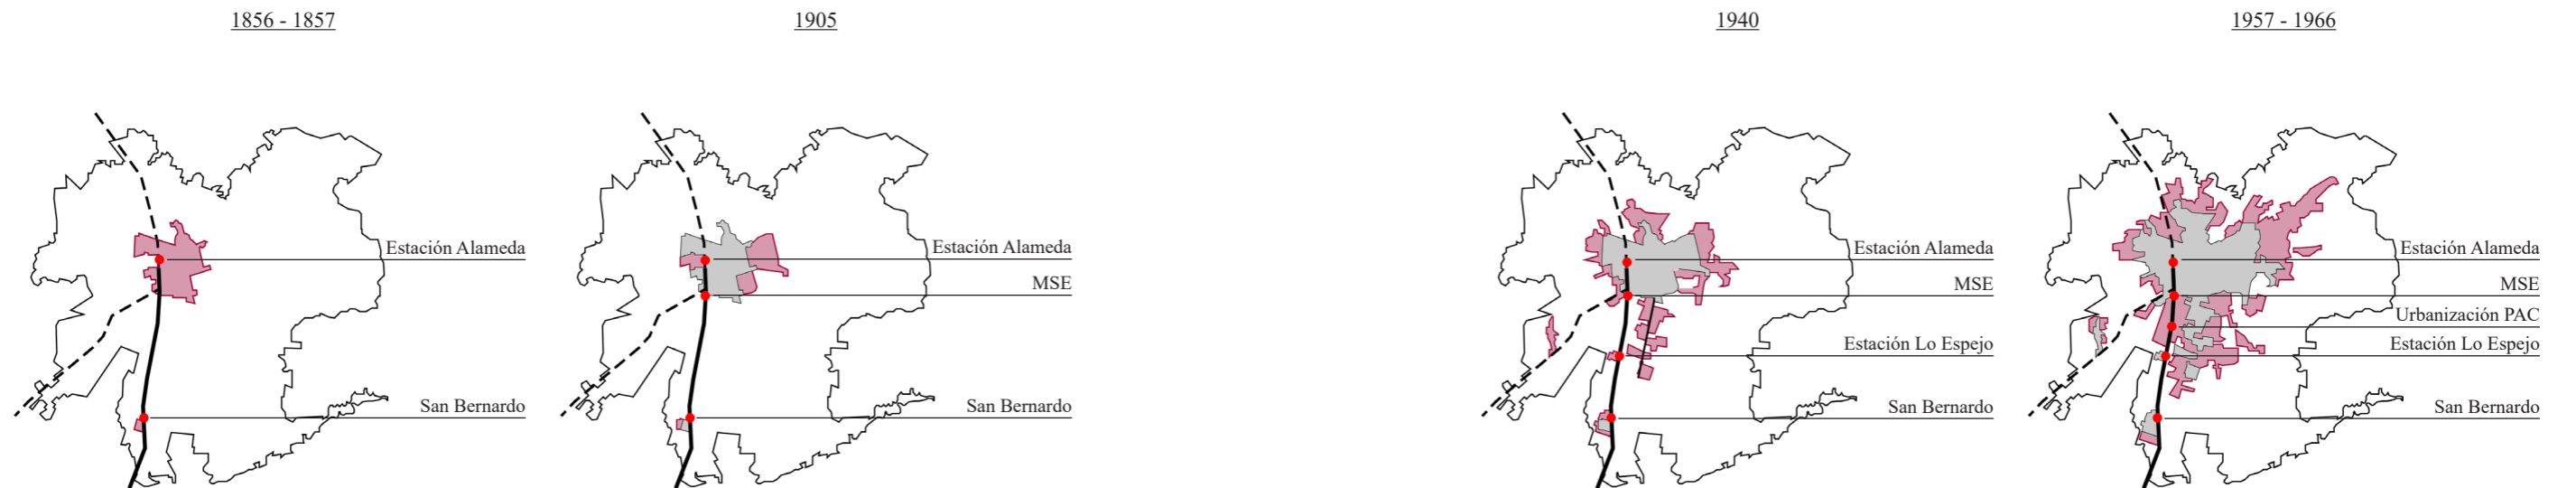 1856 - 1857
Estación Alameda
San Bernardo
1905
Estación Alameda
MSE
San Bernardo
1940
Estación Alameda
MSE
Estación Lo Espejo
San Bernardo
1957 - 1966
Estación Alameda
MSE
Urbanización PAC
Estación Lo Espejo
San Bernardo